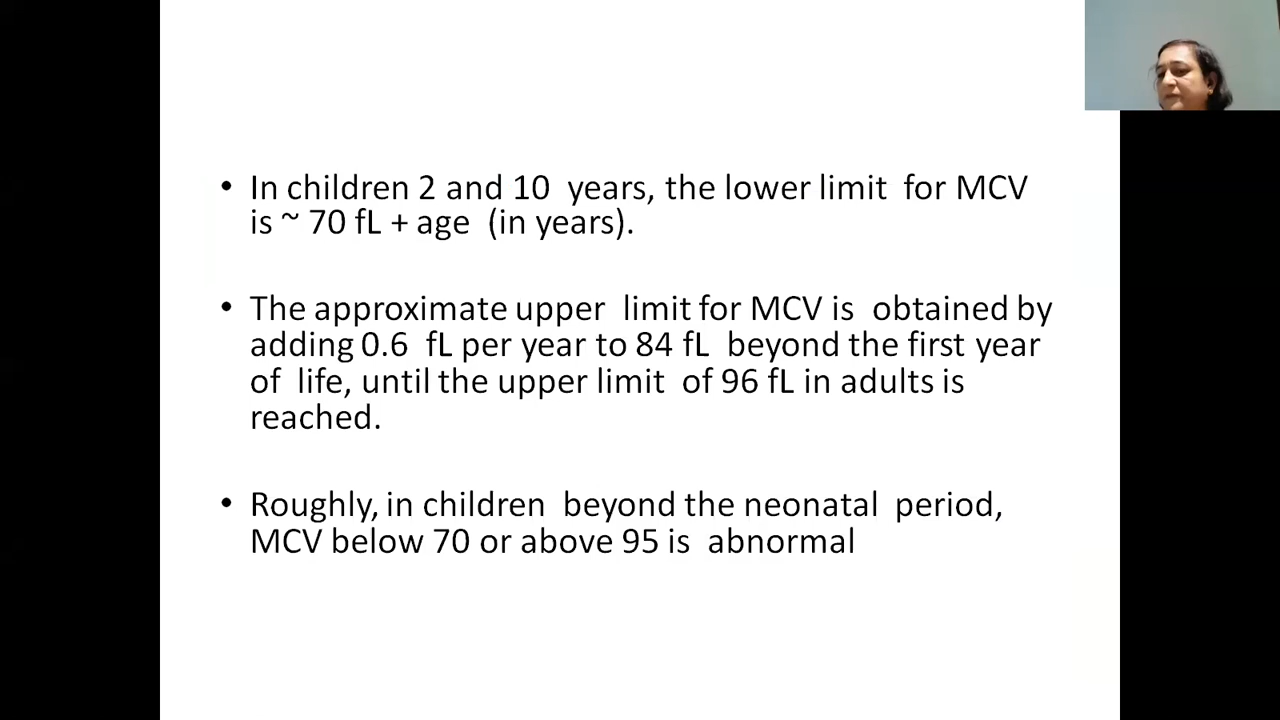 • In children 2 and 10 years, the lower limit for MCV
is ~ 70 fL + age (in years).
• The approximate upper limit for MCV is obtained by
adding 0.6 fL per year to 84 fL beyond the first year
of life, until the upper limit of 96 fL in adults is
reached.
• Roughly, in children beyond the neonatal period,
MCV below 70 or above 95 is abnormal